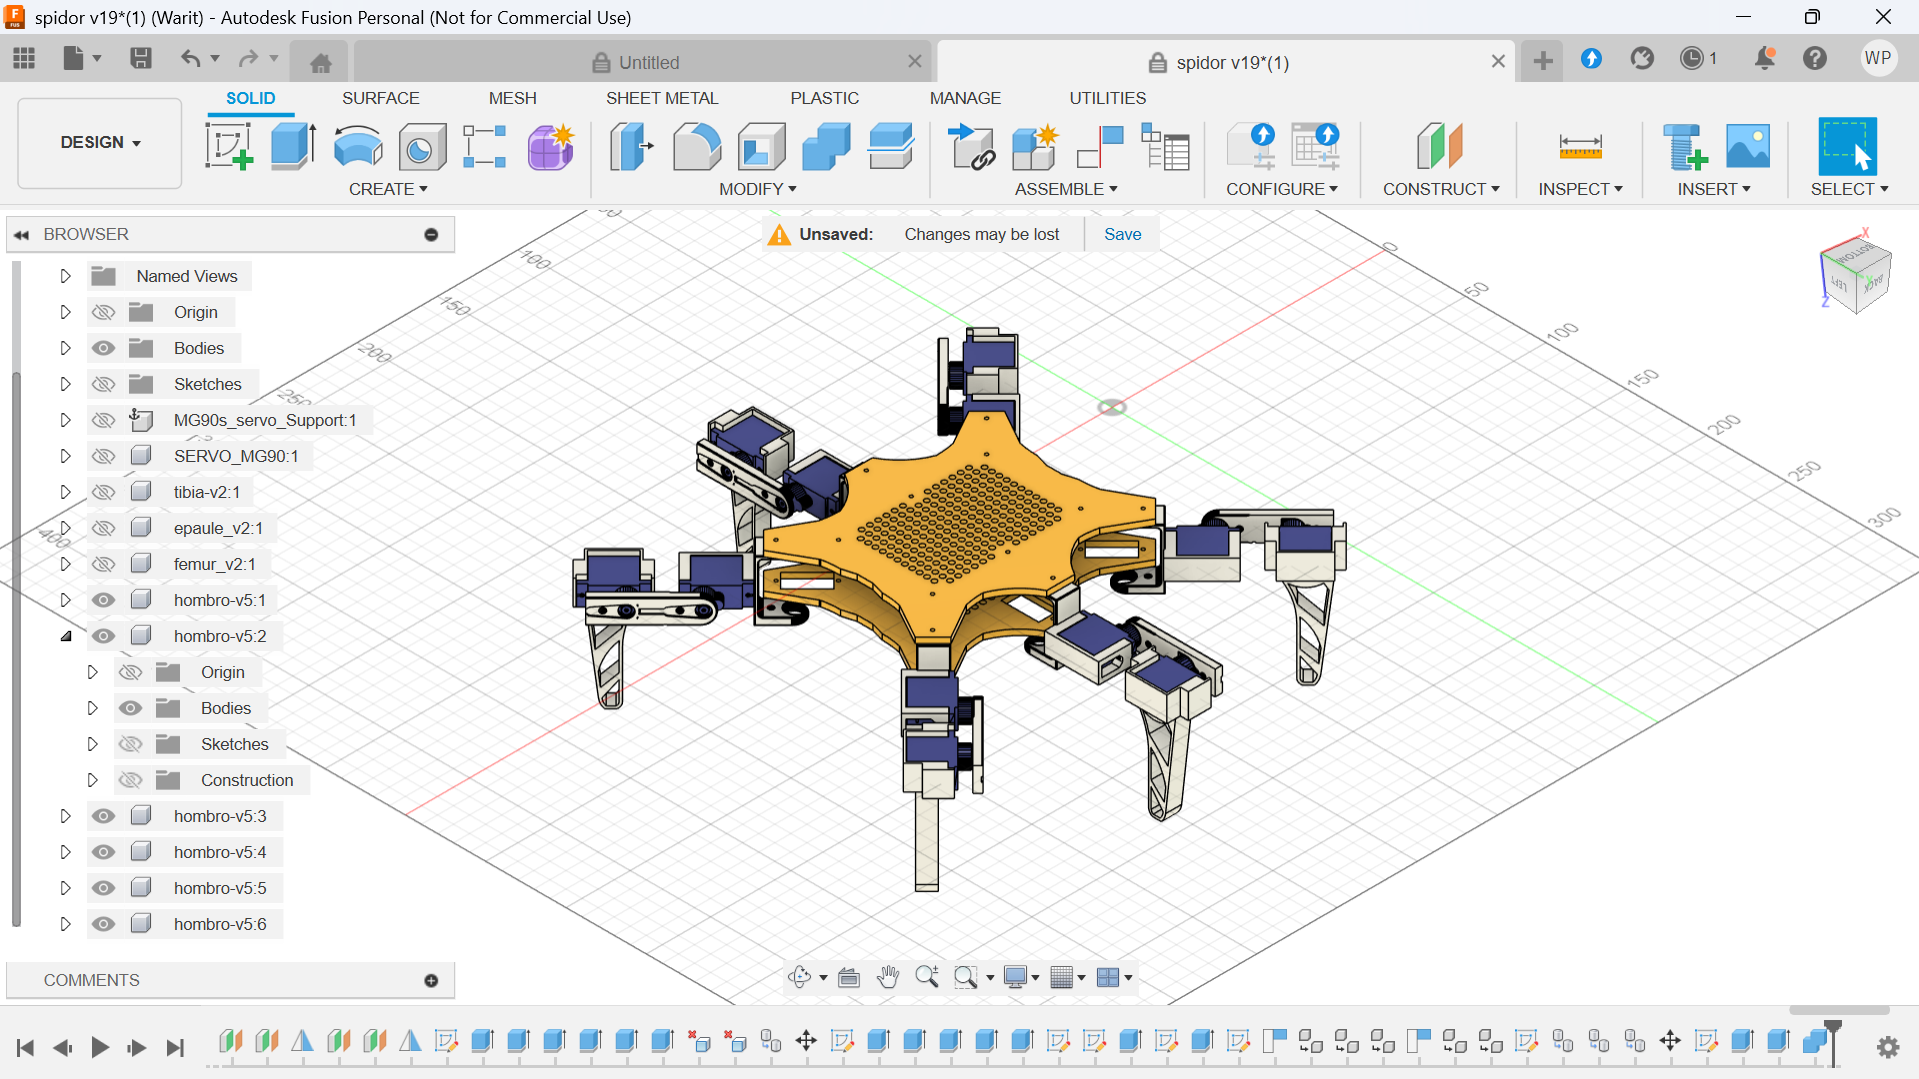 spidor v19*(1) (Warit) - Autodesk Fusion Personal (Not for Commercial Use)
Untitled
spidor v19*(1)
1
WP
DESIGN
SOLID
SURFACE
MESH
SHEET METAL
PLASTIC
MANAGE
UTILITIES
CREATE
MODIFY
ASSEMBLE
CONFIGURE
CONSTRUCT
INSPECT
INSERT
SELECT
BROWSER
Unsaved: Changes may be lost Save
Named Views
Origin
Bodies
Sketches
MG90s_servo_Support:1
SERVO_MG90:1
tibia-v2:1
epaule_v2:1
femur_v2:1
hombro-v5:1
hombro-v5:2
Origin
Bodies
Sketches
Construction
hombro-v5:3
hombro-v5:4
hombro-v5:5
hombro-v5:6
100
150
200
250
400
0
50
100
150
200
250
300
X
Z
BOTTOM
LEFT
BACK
COMMENTS